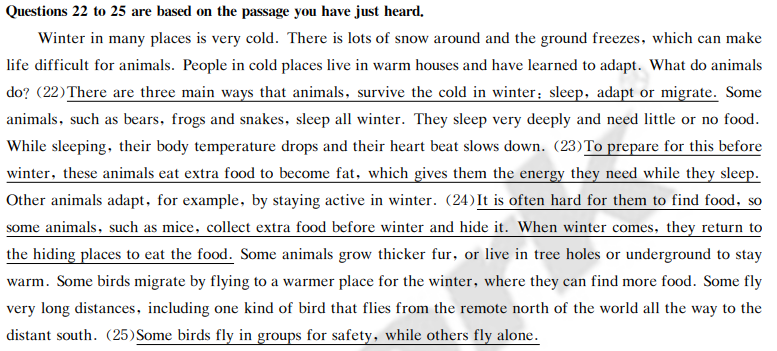 Questions 22 to 25 are based on the passage you have just heard.
Winter in many places is very cold. There is lots of snow around and the ground freezes, which can make
life difficult for animals. People in cold places live in warm houses and have learned to adapt. What do animals
do? (22)There are three main ways that animals, survive the cold in winter: sleep, adapt or migrate. Some
animals, such as bears, frogs and snakes, sleep all winter. They sleep very deeply and need little or no food.
While sleeping, their body temperature drops and their heart beat slows down. (23)To prepare for this before
winter, these animals eat extra food to become fat, which gives them the energy they need while they sleep.
Other animals adapt, for example, by staying active in winter. (24)It is often hard for them to find food, so
some animals, such as mice, collect extra food before winter and hide it. When winter comes, they return to
the hiding places to eat the food. Some animals grow thicker fur, or live in tree holes or underground to stay
warm. Some birds migrate by flying to a warmer place for the winter, where they can find more food. Some fly
very long distances, including one kind of bird that flies from the remote north of the world all the way to the
distant south. (25)Some birds fly in groups for safety, while others fly alone.